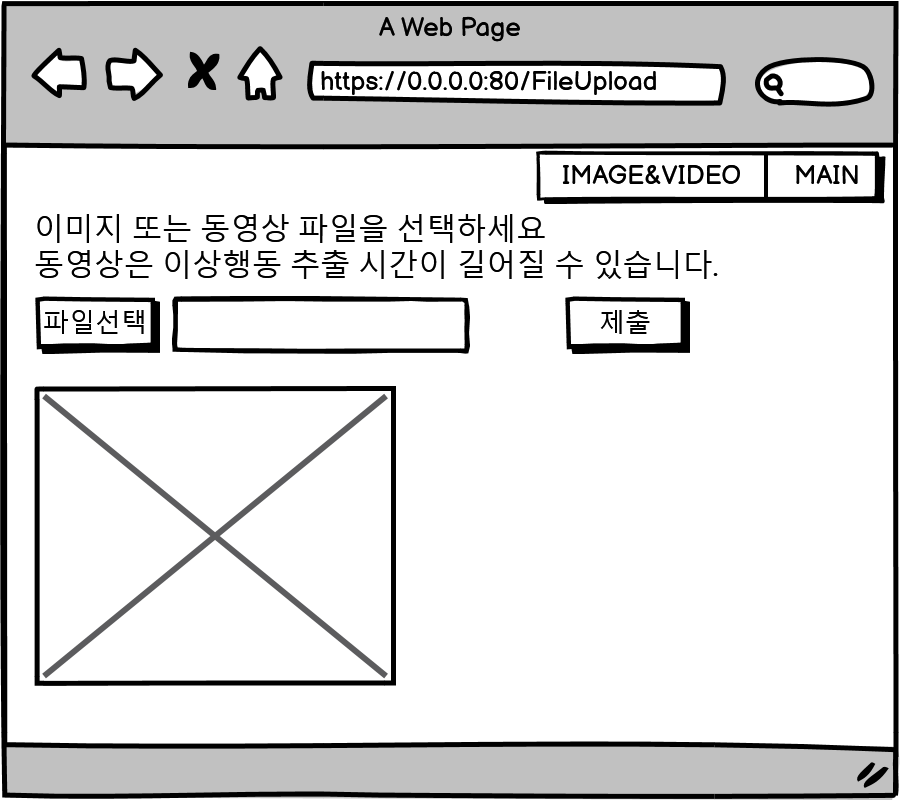 A Web Page
https://0.0.0.0:80/FileUpload
IMAGE&VIDEO MAIN
이미지 또는 동영상 파일을 선택하세요
동영상은 이상행동 추출 시간이 길어질 수 있습니다.
파일선택 제출